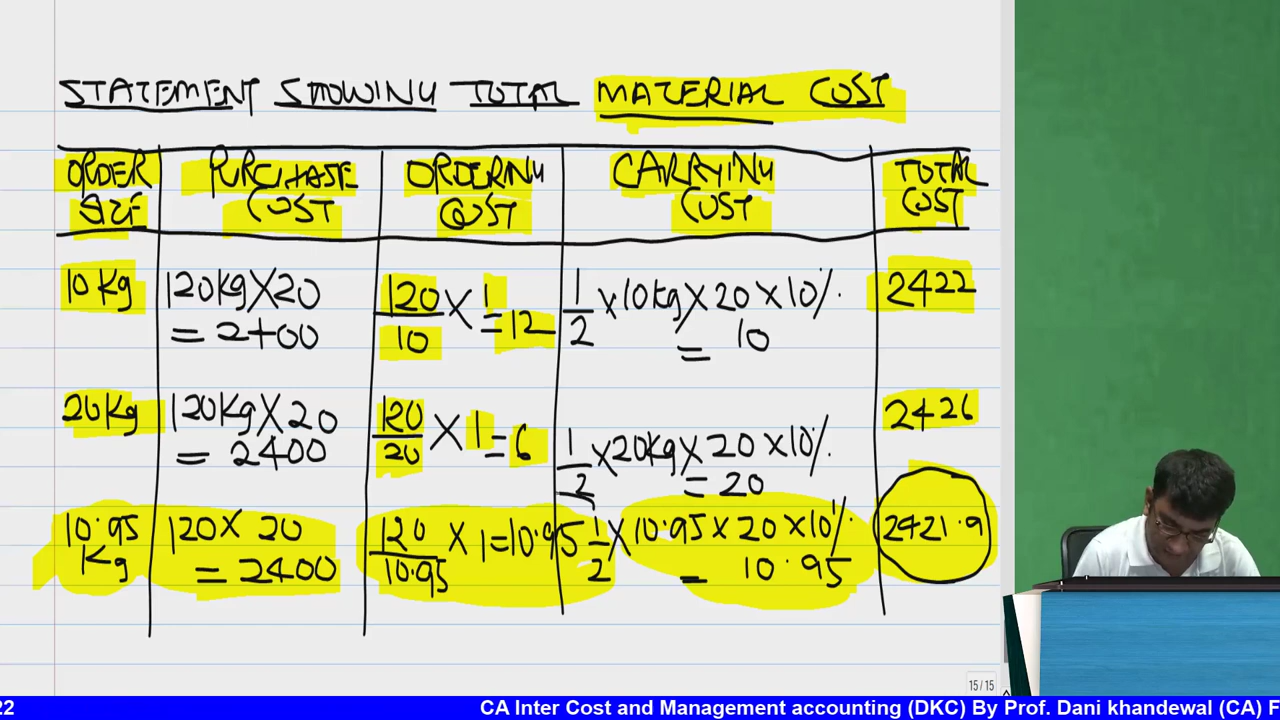 STATEMENT SHOWING TOTAL MATERIAL COST
ORDER SIZE PURCHASE COST ORDERING COST CARRYING COST TOTAL COST
10 Kg 120kg X 20 = 2400 120/10 X 1 = 12 1/2 x 10kg x 20 x 10% = 10 2422
20 Kg 120kg X 20 = 2400 120/20 X 1 = 6 1/2 x 20kg x 20 x 10% = 20 2426
10.95 Kg 120 X 20 = 2400 120/10.95 X 1 = 10.95 1/2 x 10.95 x 20 x 10% = 10.95 2421.9
15 / 15
22 CA Inter Cost and Management accounting (DKC) By Prof. Dani khandewal (CA) F